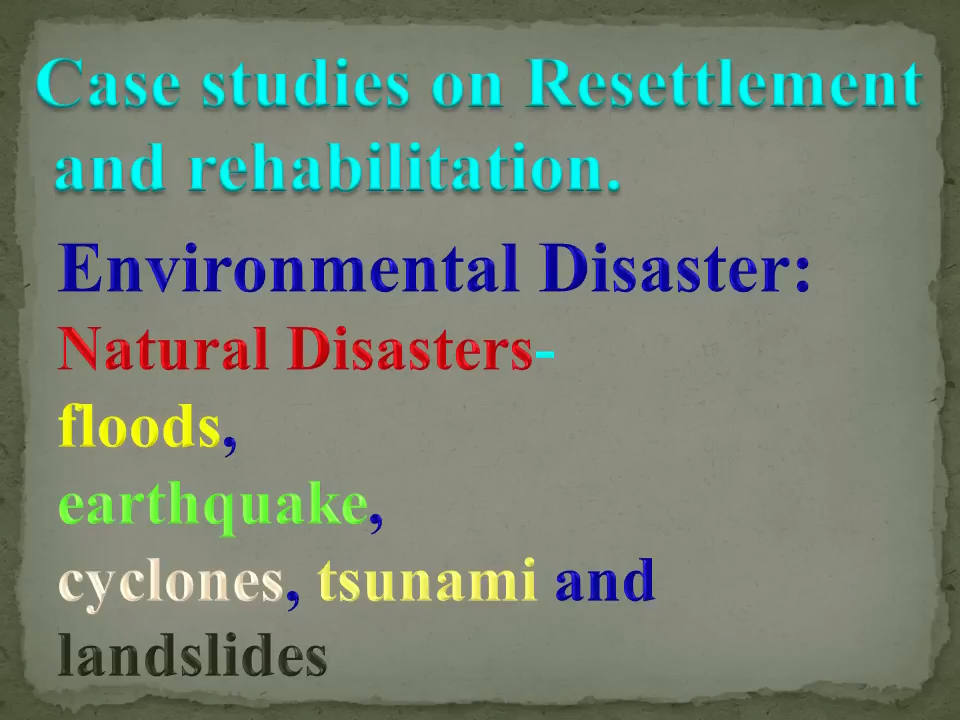 Case studies on Resettlement
and rehabilitation.
Environmental Disaster:
Natural Disasters-
floods,
earthquake,
cyclones, tsunami and
landslides